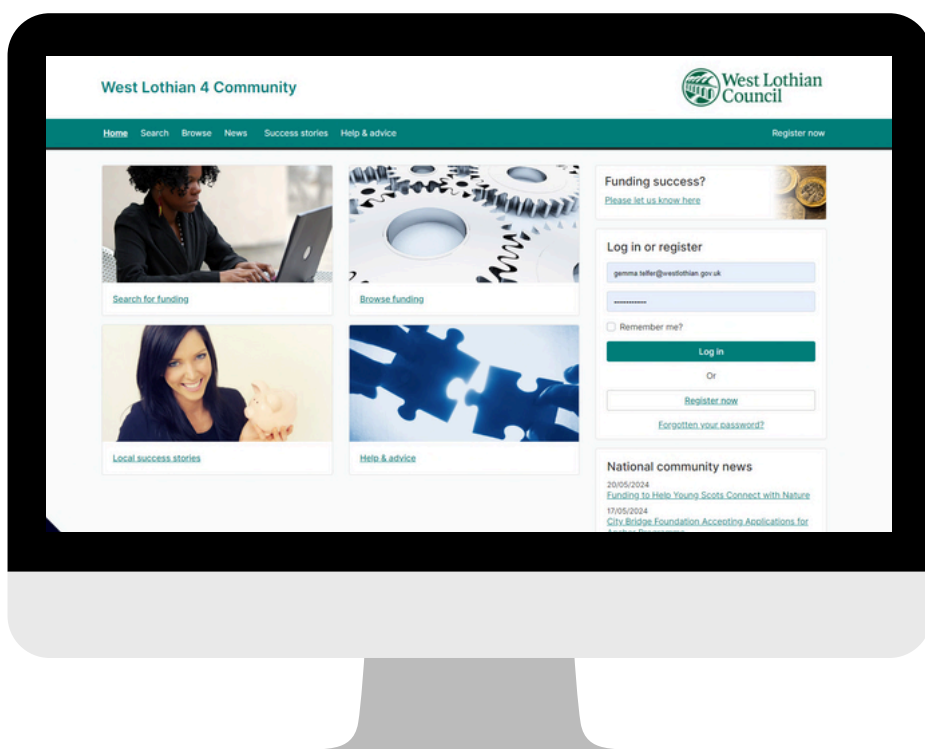 West Lothian 4 Community
West Lothian
Council
Home Search Browse News Success stories Help & advice Register now
Search for funding
Browse funding
Local success stories
Help & advice
Funding success?
Please let us know here
Log in or register
gemma.telfer@westlothian.gov.uk
Remember me?
Log in
Or
Register now
Forgotten your password?
National community news
20/05/2024
Funding to Help Young Scots Connect with Nature
17/05/2024
City Bridge Foundation Accepting Applications for